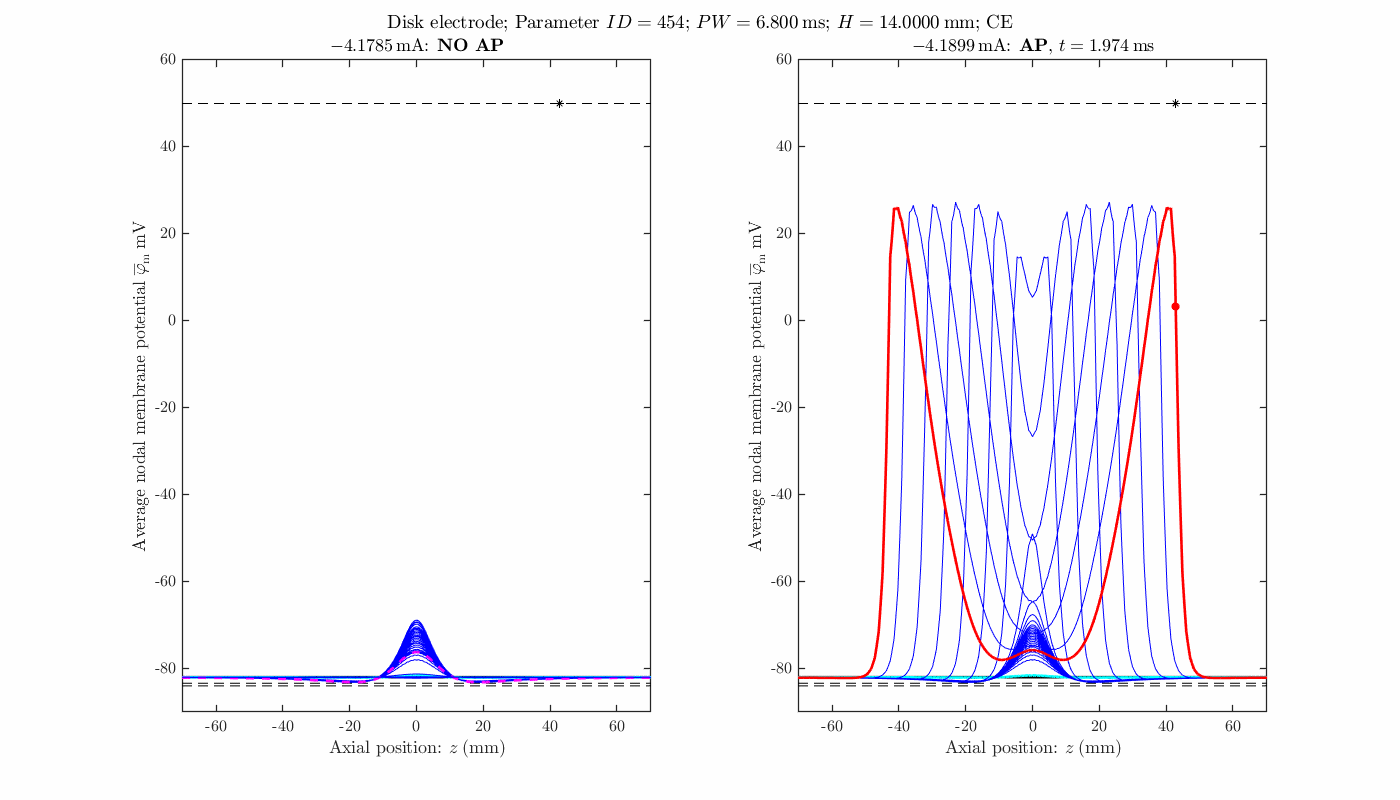 Disk electrode; Parameter ID = 454; PW = 6.800 ms; H = 14.0000 mm; CE
−4.1785 mA: NO AP
60
40
20
0
-20
-40
-60
-80
-60 -40 -20 0 20 40 60
Axial position: z (mm)
Average nodal membrane potential φ̅m mV
−4.1899 mA: AP, t = 1.974 ms
60
40
20
0
-20
-40
-60
-80
-60 -40 -20 0 20 40 60
Axial position: z (mm)
Average nodal membrane potential φ̅m mV